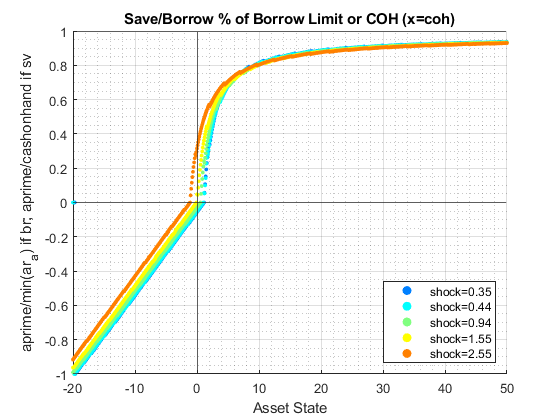 Save/Borrow % of Borrow Limit or COH (x=coh)
aprime/min(ar_a) if br; aprime/cashonhand if sv
1
0.8
0.6
0.4
0.2
0
-0.2
-0.4
-0.6
-0.8
-1
shock=0.35
shock=0.44
shock=0.94
shock=1.55
shock=2.55
-20 -10 0 10 20 30 40 50
Asset State